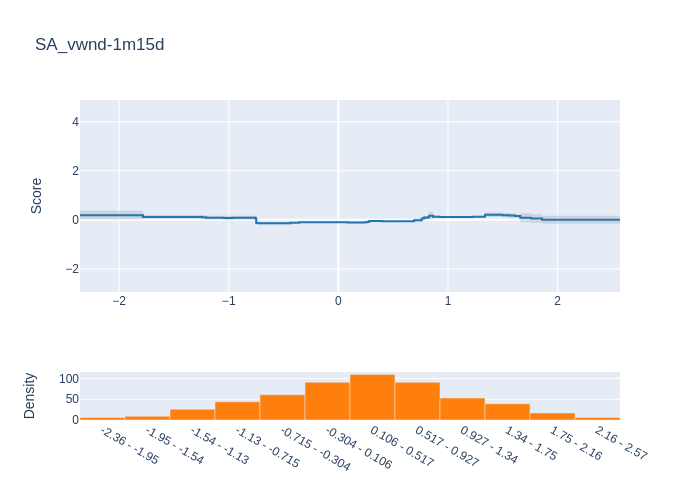 SA_vwnd-1m15d
4
2
0
−2
Score
−2
−1
0
1
2
100
50
0
Density
-2.36 - -1.95
-1.95 - -1.54
-1.54 - -1.13
-1.13 - -0.715
-0.715 - -0.304
-0.304 - 0.106
0.106 - 0.517
0.517 - 0.927
0.927 - 1.34
1.34 - 1.75
1.75 - 2.16
2.16 - 2.57